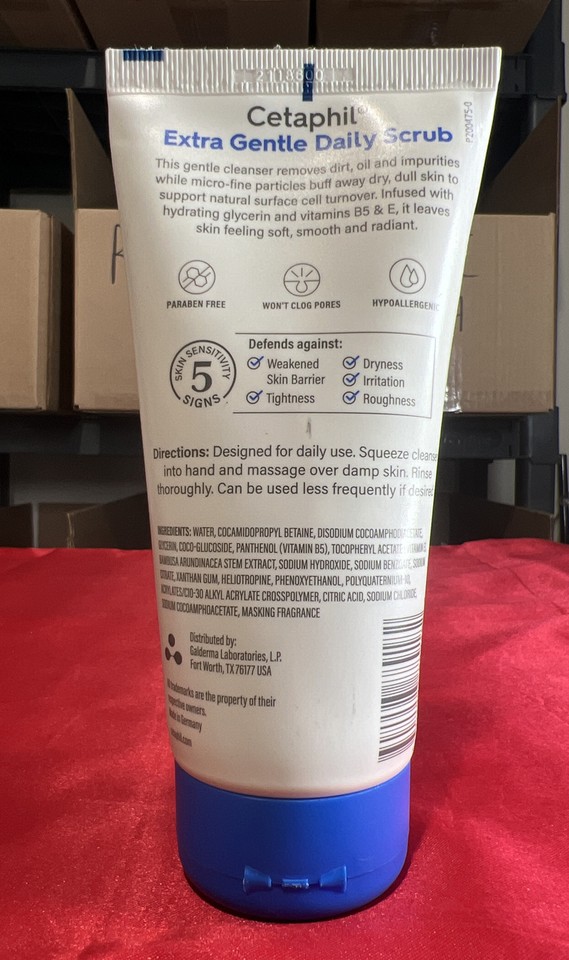 Cetaphil®
Extra Gentle Daily Scrub
P200475-0
This gentle cleanser removes dirt, oil and impurities
while micro-fine particles buff away dry, dull skin to
support natural surface cell turnover. Infused with
hydrating glycerin and vitamins B5 & E, it leaves
skin feeling soft, smooth and radiant.
PARABEN FREE
WON'T CLOG PORES
HYPOALLERGENIC
SKIN SENSITIVITY
5
SIGNS
Defends against:
Weakened
Skin Barrier
Tightness
Dryness
Irritation
Roughness
Directions: Designed for daily use. Squeeze cleanse
into hand and massage over damp skin. Rinse
thoroughly. Can be used less frequently if desired
INGREDIENTS: WATER, COCAMIDOPROPYL BETAINE, DISODIUM COCOAMPHODIACETATE,
GLYCERIN, COCO-GLUCOSIDE, PANTHENOL (VITAMIN B5), TOCOPHERYL ACETATE
BAMBUSA ARUNDINACEA STEM EXTRACT, SODIUM HYDROXIDE, SODIUM BENZOATE, SODIUM
CITRATE, XANTHAN GUM, HELIOTROPINE, PHENOXYETHANOL, POLYQUATERNIUM-10,
ACRYLATES/C10-30 ALKYL ACRYLATE CROSSPOLYMER, CITRIC ACID, SODIUM CHLORIDE,
SODIUM COCOAMPHOACETATE, MASKING FRAGRANCE
Distributed by:
Galderma Laboratories, L.P.
Fort Worth, TX 76177 USA
trademarks are the property of their
respective owners.
Made in Germany